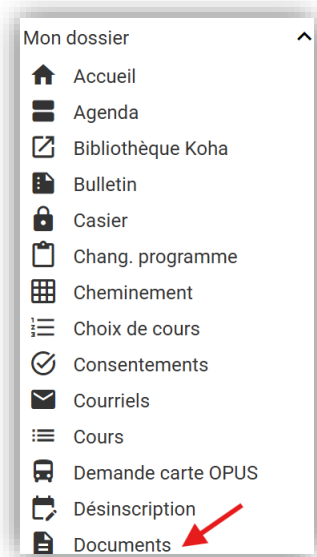 Mon dossier
Accueil
Agenda
Bibliothèque Koha
Bulletin
Casier
Chang. programme
Cheminement
Choix de cours
Consentements
Courriels
Cours
Demande carte OPUS
Désinscription
Documents